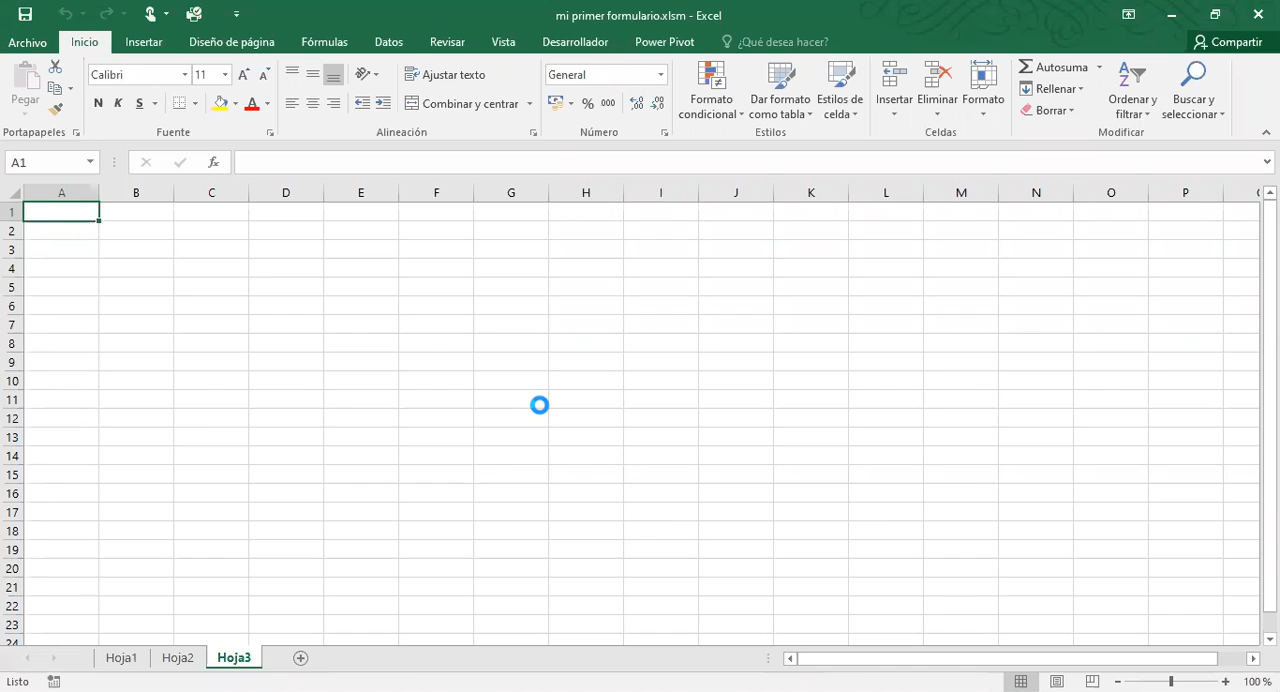 mi primer formulario.xlsm - Excel
Archivo Inicio Insertar Diseño de página Fórmulas Datos Revisar Vista Desarrollador Power Pivot ¿Qué desea hacer? Compartir
Pegar
Calibri 11
N K S
A A
A
Ajustar texto
Combinar y centrar
General
% 000
Formato condicional
Dar formato como tabla
Estilos de celda
Insertar
Eliminar
Formato
Autosuma
Rellenar
Borrar
Ordenar y filtrar
Buscar y seleccionar
Portapapeles Fuente Alineación Número Estilos Celdas Modificar
A1 fx
A B C D E F G H I J K L M N O P
1
2
3
4
5
6
7
8
9
10
11
12
13
14
15
16
17
18
19
20
21
22
23
24
Hoja1 Hoja2 Hoja3
Listo 100 %